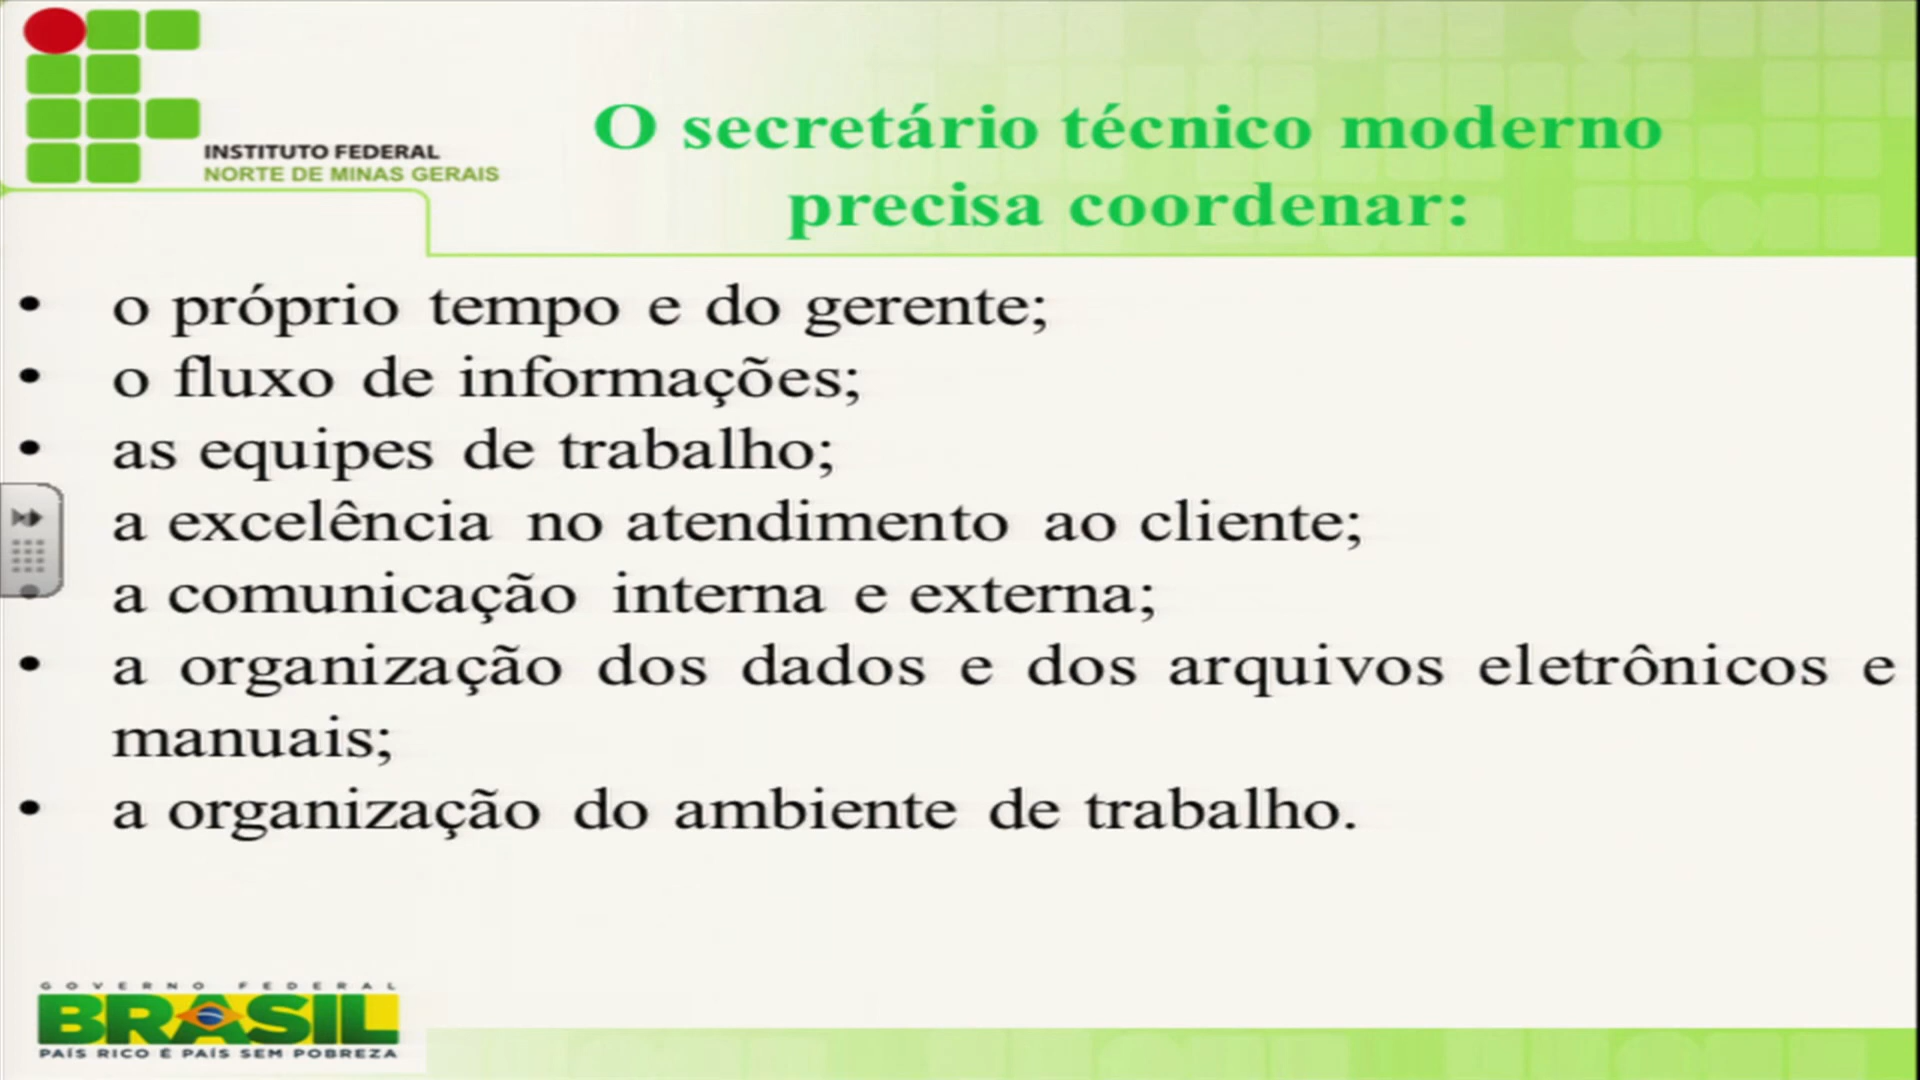 INSTITUTO FEDERAL
NORTE DE MINAS GERAIS
O secretário técnico moderno
precisa coordenar:
• o próprio tempo e do gerente;
• o fluxo de informações;
• as equipes de trabalho;
a excelência no atendimento ao cliente;
a comunicação interna e externa;
• a organização dos dados e dos arquivos eletrônicos e
manuais;
• a organização do ambiente de trabalho.
GOVERNO FEDERAL
BRASIL
PAÍS RICO É PAÍS SEM POBREZA